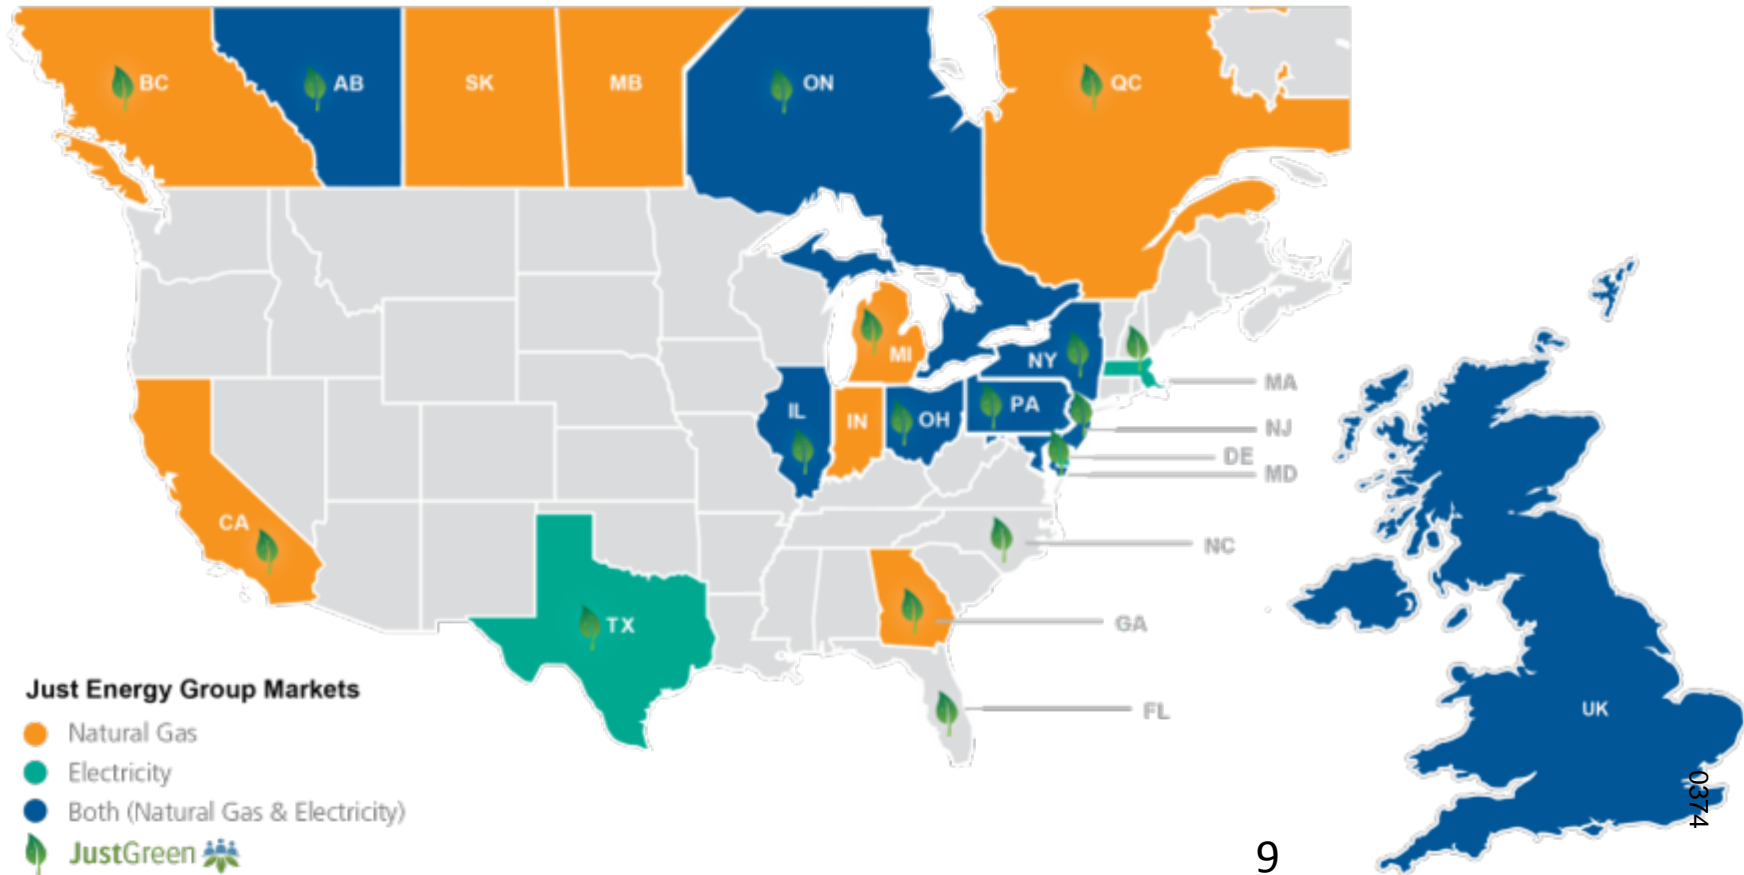 BC
AB
SK
MB
ON
QC
MI
NY
MA
IL
IN
OH
PA
NJ
DE
MD
CA
NC
TX
GA
FL
UK
Just Energy Group Markets
Natural Gas
Electricity
Both (Natural Gas & Electricity)
JustGreen
0374
9